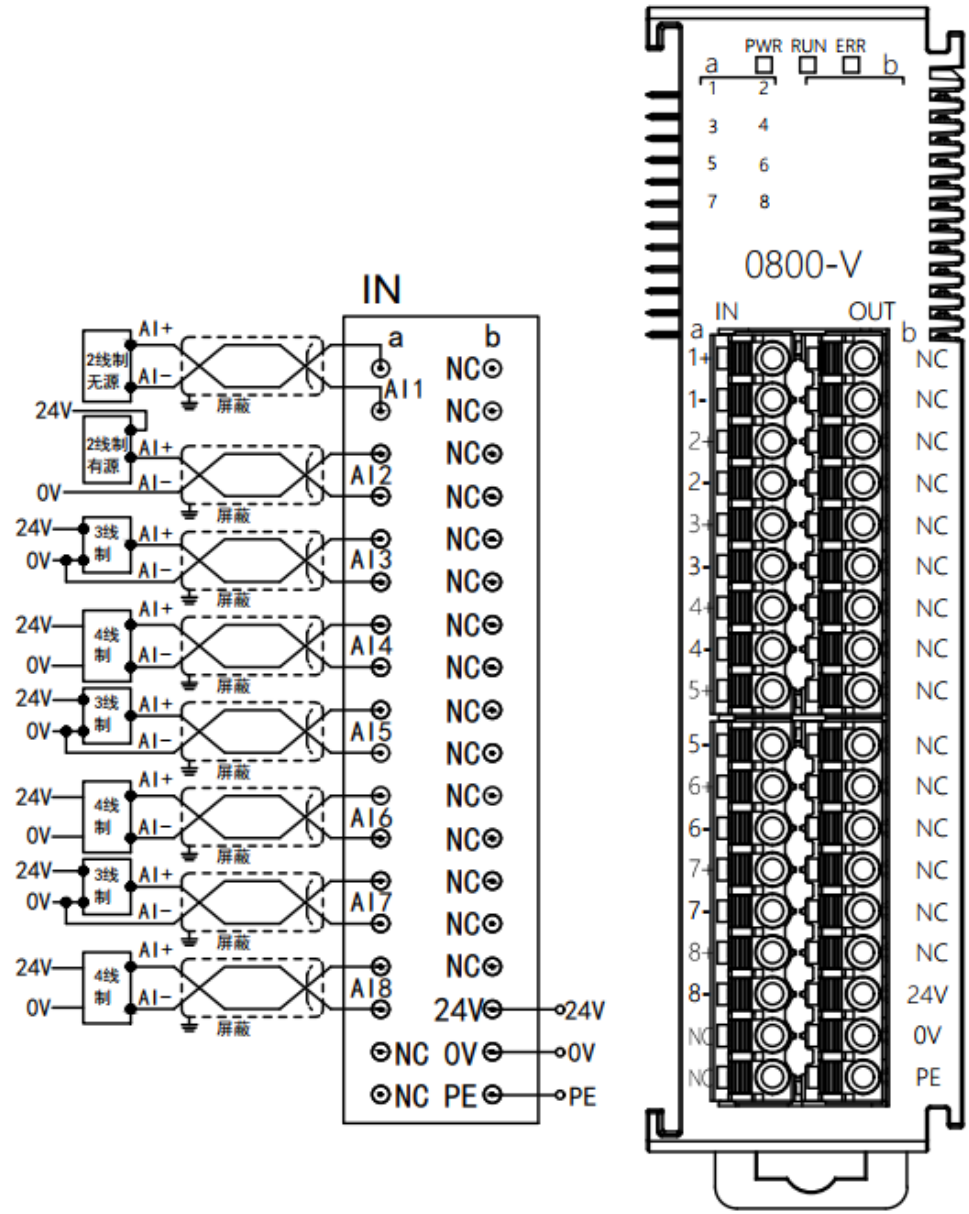 IN
a b
2线制
无源
AI+
AI-
屏蔽
AI1
NC
NC
24V
2线制
有源
AI+
0V
AI-
屏蔽
AI2
NC
NC
24V
0V
3线
制
AI+
AI-
屏蔽
AI3
NC
NC
24V
0V
4线
制
AI+
AI-
屏蔽
AI4
NC
NC
24V
0V
3线
制
AI+
AI-
屏蔽
AI5
NC
NC
24V
0V
4线
制
AI+
AI-
屏蔽
AI6
NC
NC
24V
0V
3线
制
AI+
AI-
屏蔽
AI7
NC
NC
24V
0V
4线
制
AI+
AI-
屏蔽
AI8
NC
24V 24V
NC 0V 0V
NC PE PE
PWR RUN ERR
a b
1 2
3 4
5 6
7 8
0800-V
IN OUT
a b
1+ NC
1- NC
2+ NC
2- NC
3+ NC
3- NC
4+ NC
4- NC
5+ NC
5- NC
6+ NC
6- NC
7+ NC
7- NC
8+ NC
8- 24V
NC 0V
NC PE